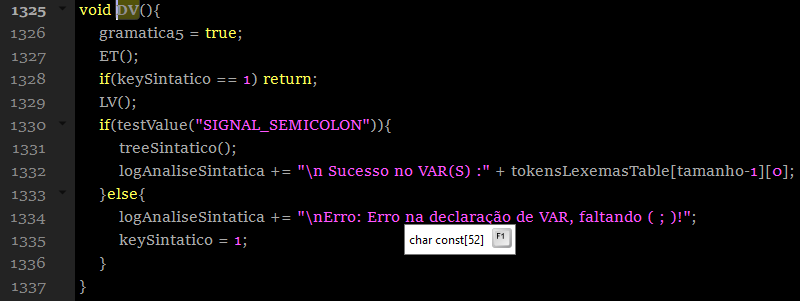 1325 void DV(){
1326 gramatica5 = true;
1327 ET();
1328 if(keySintatico == 1) return;
1329 LV();
1330 if(testValue("SIGNAL_SEMICOLON")){
1331 treeSintatico();
1332 logAnaliseSintatica += "\n Sucesso no VAR(S) :" + tokensLexemasTable[tamanho-1][0];
1333 }else{
1334 logAnaliseSintatica += "\nErro: Erro na declaração de VAR, faltando ( ; )!";
1335 keySintatico = 1;
char const[52] F1
1336 }
1337 }